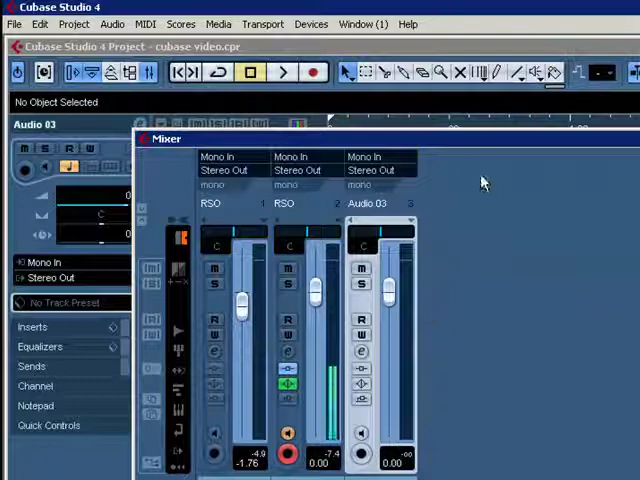 Cubase Studio 4
File Edit Project Audio MIDI Scores Media Transport Devices Window (1) Help
Cubase Studio 4 Project - cubase video.cpr
No Object Selected
Audio 03
M S R W
Mixer
Mono In Mono In Mono In
Stereo Out Stereo Out Stereo Out
mono mono mono
RSO 1 RSO 2 Audio 03 3
C C C C
M M M
S S S
Mono In
Stereo Out
No Track Preset
R R R
W W W
e e e
Inserts
Equalizers
Sends
Channel
Notepad
Quick Controls
-4.9 -7.4 -oo
-1.76 0.00 0.00